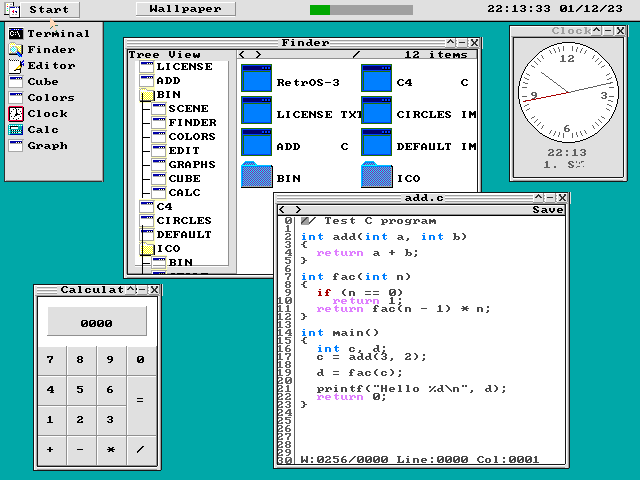 Start
Wallpaper
22:13:33 01/12/23
Terminal
Finder
Editor
Cube
Colors
Clock
Calc
Graph
Finder
Tree View
< >
/
12 items
LICENSE
ADD
BIN
SCENE
FINDER
COLORS
EDIT
GRAPHS
CUBE
CALC
C4
CIRCLES
DEFAULT
ICO
BIN
RetrOS-3
C4 C
LICENSE TXT
CIRCLES IM
ADD C
DEFAULT IM
BIN
ICO
Clock
12
3
6
9
22:13
Calculat
0000
7 8 9 0
4 5 6
1 2 3 =
+ - * /
add.c
< >
Save
0 // Test C program
1
2 int add(int a, int b)
3 {
4 return a + b;
5 }
6
7 int fac(int n)
8 {
9 if (n == 0)
10 return 1;
11 return fac(n - 1) * n;
12 }
13
14 int main()
15 {
16 int c, d;
17 c = add(3, 2);
18
19 d = fac(c);
20
21 printf("Hello %d\n", d);
22 return 0;
23 }
24
25
26
27
28
29
30 W:0256/0000 Line:0000 Col:0001